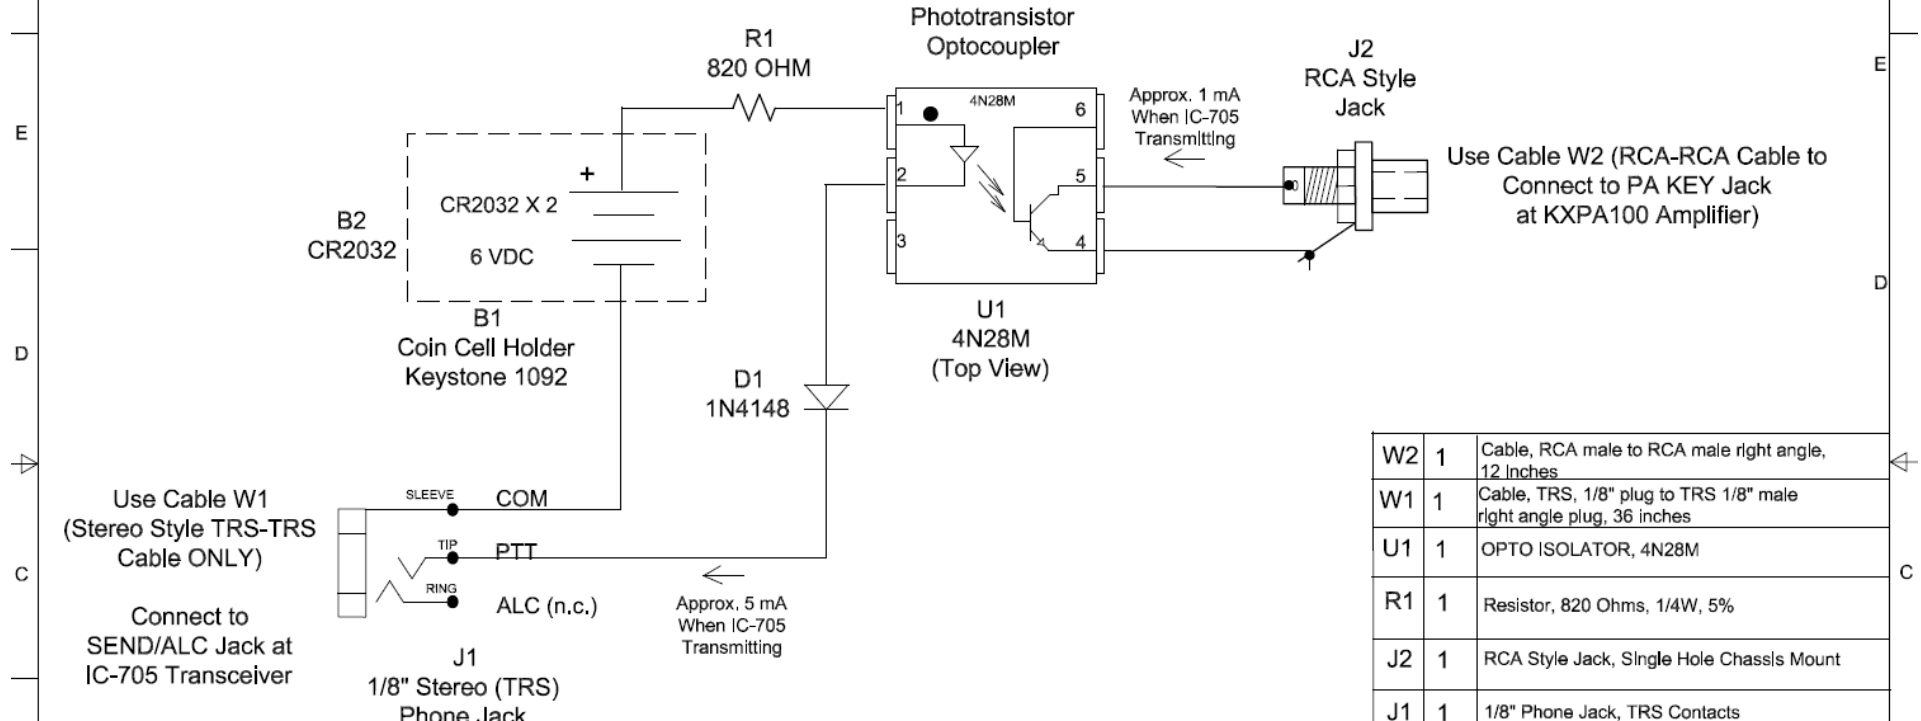 Phototransistor
Optocoupler
R1
820 OHM
J2
RCA Style
Jack
E
E
4N28M
1
2
3
6
5
4
Approx. 1 mA
When IC-705
Transmitting
Use Cable W2 (RCA-RCA Cable to
Connect to PA KEY Jack
at KXPA100 Amplifier)
+
CR2032 X 2
6 VDC
B2
CR2032
B1
Coin Cell Holder
Keystone 1092
U1
4N28M
(Top View)
D
D
D1
1N4148
Use Cable W1
(Stereo Style TRS-TRS
Cable ONLY)
Connect to
SEND/ALC Jack at
IC-705 Transceiver
SLEEVE COM
TIP PTT
RING ALC (n.c.)
Approx. 5 mA
When IC-705
Transmitting
J1
1/8" Stereo (TRS)
Phone Jack
C
C
W2 1 Cable, RCA male to RCA male right angle,
12 Inches
W1 1 Cable, TRS, 1/8" plug to TRS 1/8" male
right angle plug, 36 inches
U1 1 OPTO ISOLATOR, 4N28M
R1 1 Resistor, 820 Ohms, 1/4W, 5%
J2 1 RCA Style Jack, Single Hole Chassis Mount
J1 1 1/8" Phone Jack, TRS Contacts